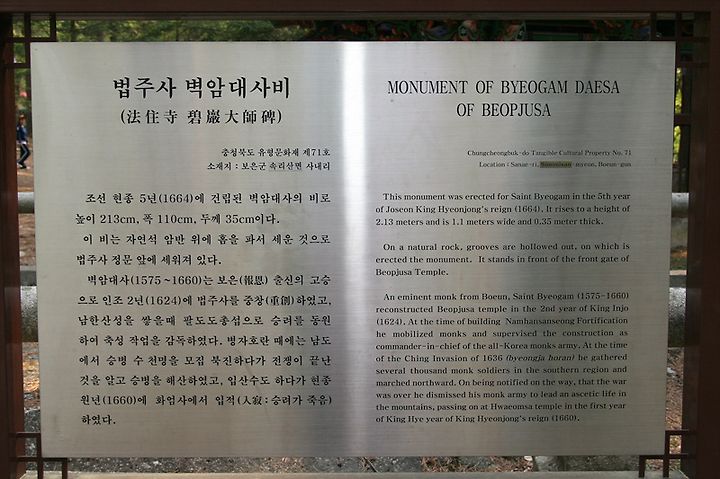 법주사 벽암대사비
(法住寺 碧巖大師碑)
충청북도 유형문화재 제71호
소재지 : 보은군 속리산면 사내리
조선 현종 5년(1664)에 건립된 벽암대사의 비로
높이 213cm, 폭 110cm, 두께 35cm이다.
이 비는 자연석 암반 위에 홈을 파서 세운 것으로
법주사 정문 앞에 세워져 있다.
벽암대사(1575~1660)는 보은(報恩) 출신의 고승
으로 인조 2년(1624)에 법주사를 중창(重創)하였고,
남한산성을 쌓을때 팔도도총섭으로 승려를 동원
하여 축성 작업을 감독하였다. 병자호란 때에는 남도
에서 승병 수 천명을 모집 북진하다가 전쟁이 끝난
것을 알고 승병을 해산하였고, 입산수도 하다가 현종
원년(1660)에 화엄사에서 입적(入寂:승려가 죽음)
하였다.
MONUMENT OF BYEOGAM DAESA
OF BEOPJUSA
Chungcheongbuk-do Tangible Cultural Property No. 71
Location : Sanae-ri, -myeon, Boeun-gun
This monument was erected for Saint Byeogam in the 5th year
of Joseon King Hyeonjong's reign (1664). It rises to a height of
2.13 meters and is 1.1 meters wide and 0.35 meter thick.
On a natural rock, grooves are hollowed out, on which is
erected the monument. It stands in front of the front gate of
Beopjusa Temple.
An eminent monk from Boeun, Saint Byeogam (1575-1660)
reconstructed Beopjusa temple in the 2nd year of King Injo
(1624). At the time of building Namhansanseong Fortification
he mobilized monks and supervised the construction as
commander-in-chief of the all-Korea monks army. At the time
of the Ching Invasion of 1636 (byeongja horan) he gathered
several thousand monk soldiers in the southern region and
marched northward. On being notified on the way, that the war
was over he dismissed his monk army to lead an ascetic life in
the mountains, passing on at Hwaeomsa temple in the first year
of King Hye year of King Hyeonjong's reign (1660).